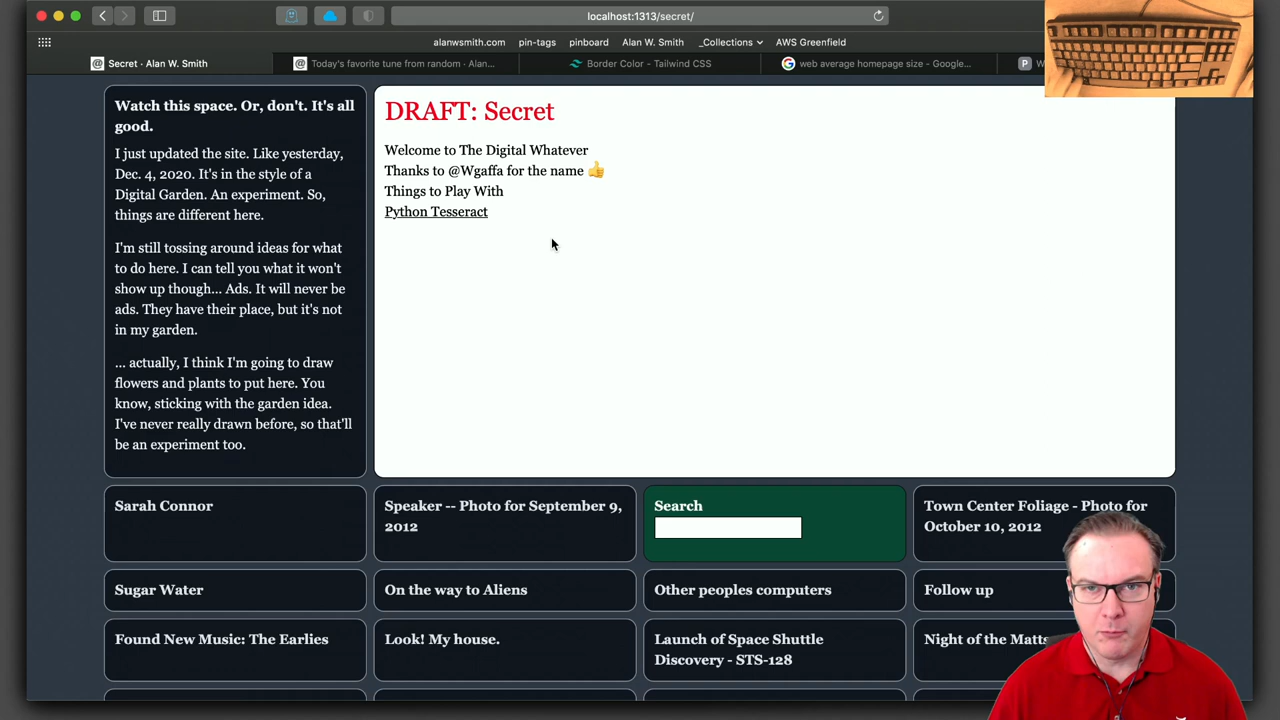 localhost:1313/secret/
alanwsmith.com pin-tags pinboard Alan W. Smith _Collections AWS Greenfield
@ Secret · Alan W. Smith @ Today's favorite tune from random · Alan... Border Color - Tailwind CSS G web average homepage size - Google... P W
Watch this space. Or, don't. It's all
good.
I just updated the site. Like yesterday,
Dec. 4, 2020. It's in the style of a
Digital Garden. An experiment. So,
things are different here.
I'm still tossing around ideas for what
to do here. I can tell you what it won't
show up though... Ads. It will never be
ads. They have their place, but it's not
in my garden.
... actually, I think I'm going to draw
flowers and plants to put here. You
know, sticking with the garden idea.
I've never really drawn before, so that'll
be an experiment too.
DRAFT: Secret
Welcome to The Digital Whatever
Thanks to @Wgaffa for the name 👍
Things to Play With
Python Tesseract
Sarah Connor
Speaker -- Photo for September 9,
2012
Search
Town Center Foliage - Photo for
October 10, 2012
Sugar Water
On the way to Aliens
Other peoples computers
Follow up
Found New Music: The Earlies
Look! My house.
Launch of Space Shuttle
Discovery - STS-128
Night of the Matts